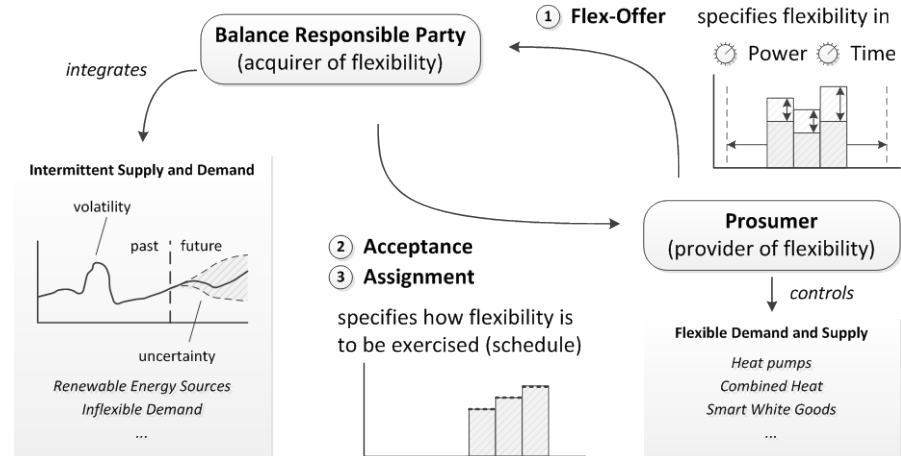 ① Flex-Offer specifies flexibility in
Power Time
Balance Responsible Party
(acquirer of flexibility)
integrates
Intermittent Supply and Demand
volatility
past future
uncertainty
Renewable Energy Sources
Inflexible Demand
...
② Acceptance
③ Assignment
specifies how flexibility is
to be exercised (schedule)
Prosumer
(provider of flexibility)
controls
Flexible Demand and Supply
Heat pumps
Combined Heat
Smart White Goods
...